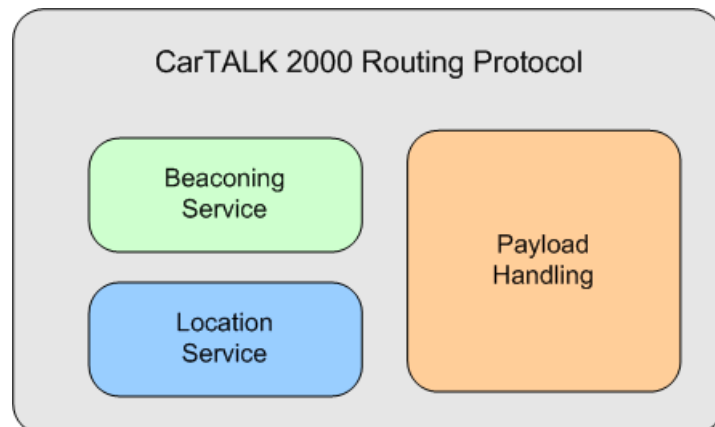 CarTALK 2000 Routing Protocol
Beaconing
Service
Location
Service
Payload
Handling